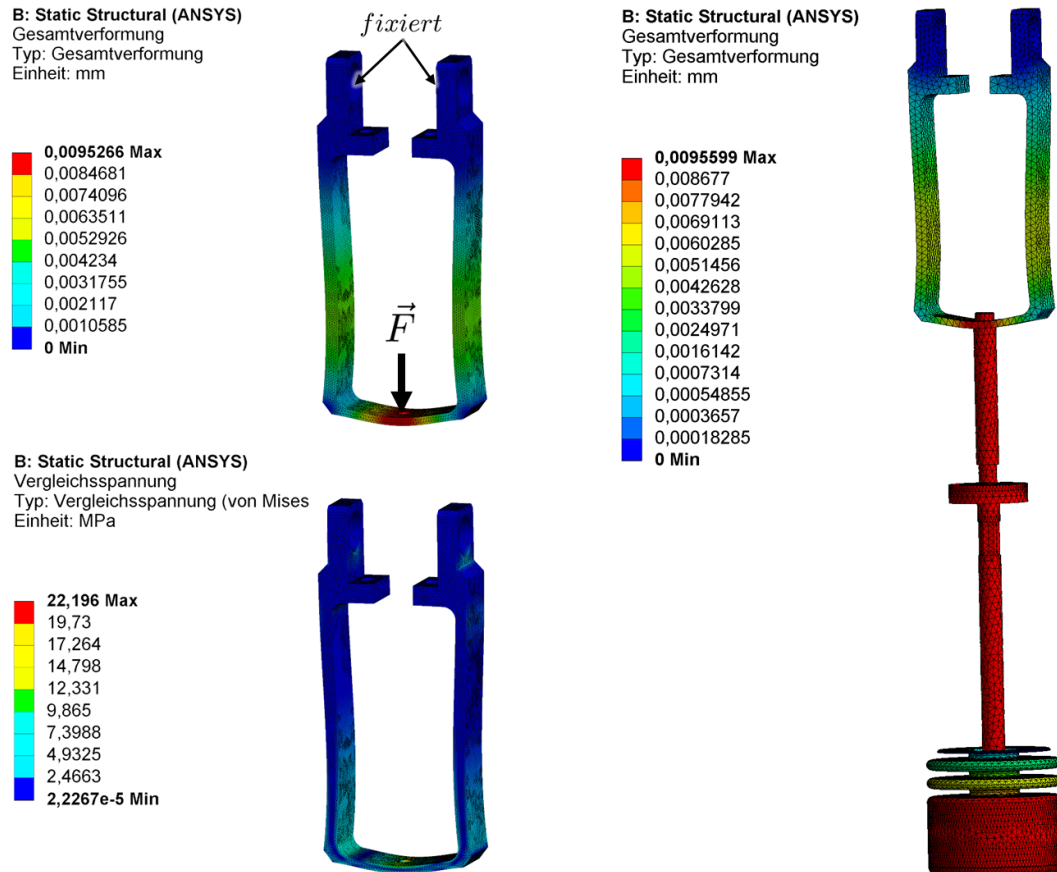 B: Static Structural (ANSYS)
Gesamtverformung
Typ: Gesamtverformung
Einheit: mm
fixiert
0,0095266 Max
0,0084681
0,0074096
0,0063511
0,0052926
0,004234
0,0031755
0,002117
0,0010585
0 Min
F
B: Static Structural (ANSYS)
Vergleichsspannung
Typ: Vergleichsspannung (von Mises
Einheit: MPa
22,196 Max
19,73
17,264
14,798
12,331
9,865
7,3988
4,9325
2,4663
2,2267e-5 Min
B: Static Structural (ANSYS)
Gesamtverformung
Typ: Gesamtverformung
Einheit: mm
0,0095599 Max
0,008677
0,0077942
0,0069113
0,0060285
0,0051456
0,0042628
0,0033799
0,0024971
0,0016142
0,0007314
0,00054855
0,0003657
0,00018285
0 Min